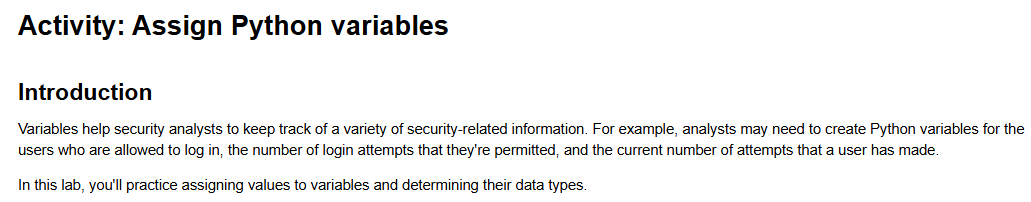 Activity: Assign Python variables
Introduction
Variables help security analysts to keep track of a variety of security-related information. For example, analysts may need to create Python variables for the
users who are allowed to log in, the number of login attempts that they're permitted, and the current number of attempts that a user has made.
In this lab, you'll practice assigning values to variables and determining their data types.